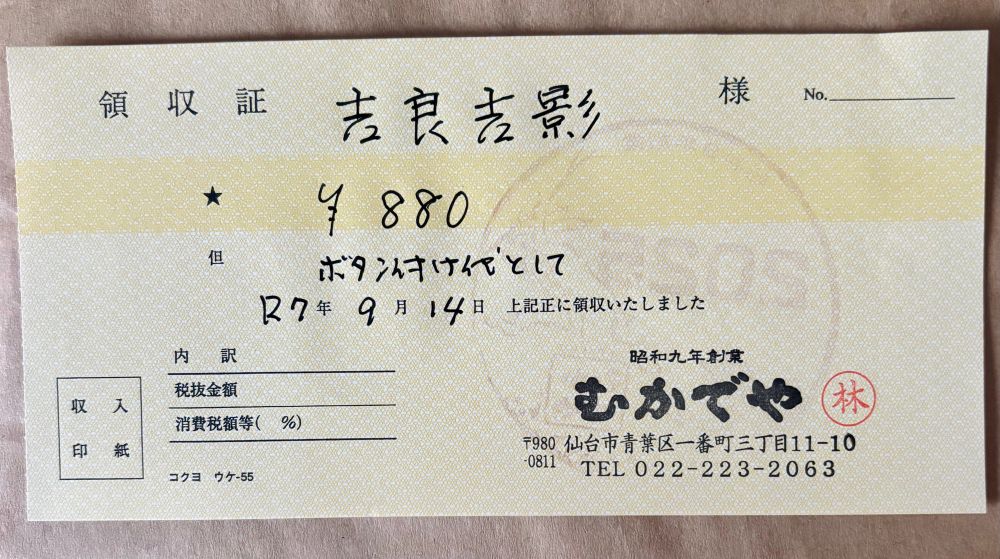 領収証 吉良吉影 様 No.
★ ¥880
但 ボタン付け代として
R7年 9月 14日 上記正に領収いたしました
内訳
税抜金額
消費税額等( %)
収入
印紙
コクヨ ウケ-55
昭和九年創業
むかでや 林
〒980-0811 仙台市青葉区一番町三丁目11-10
TEL 022-223-2063